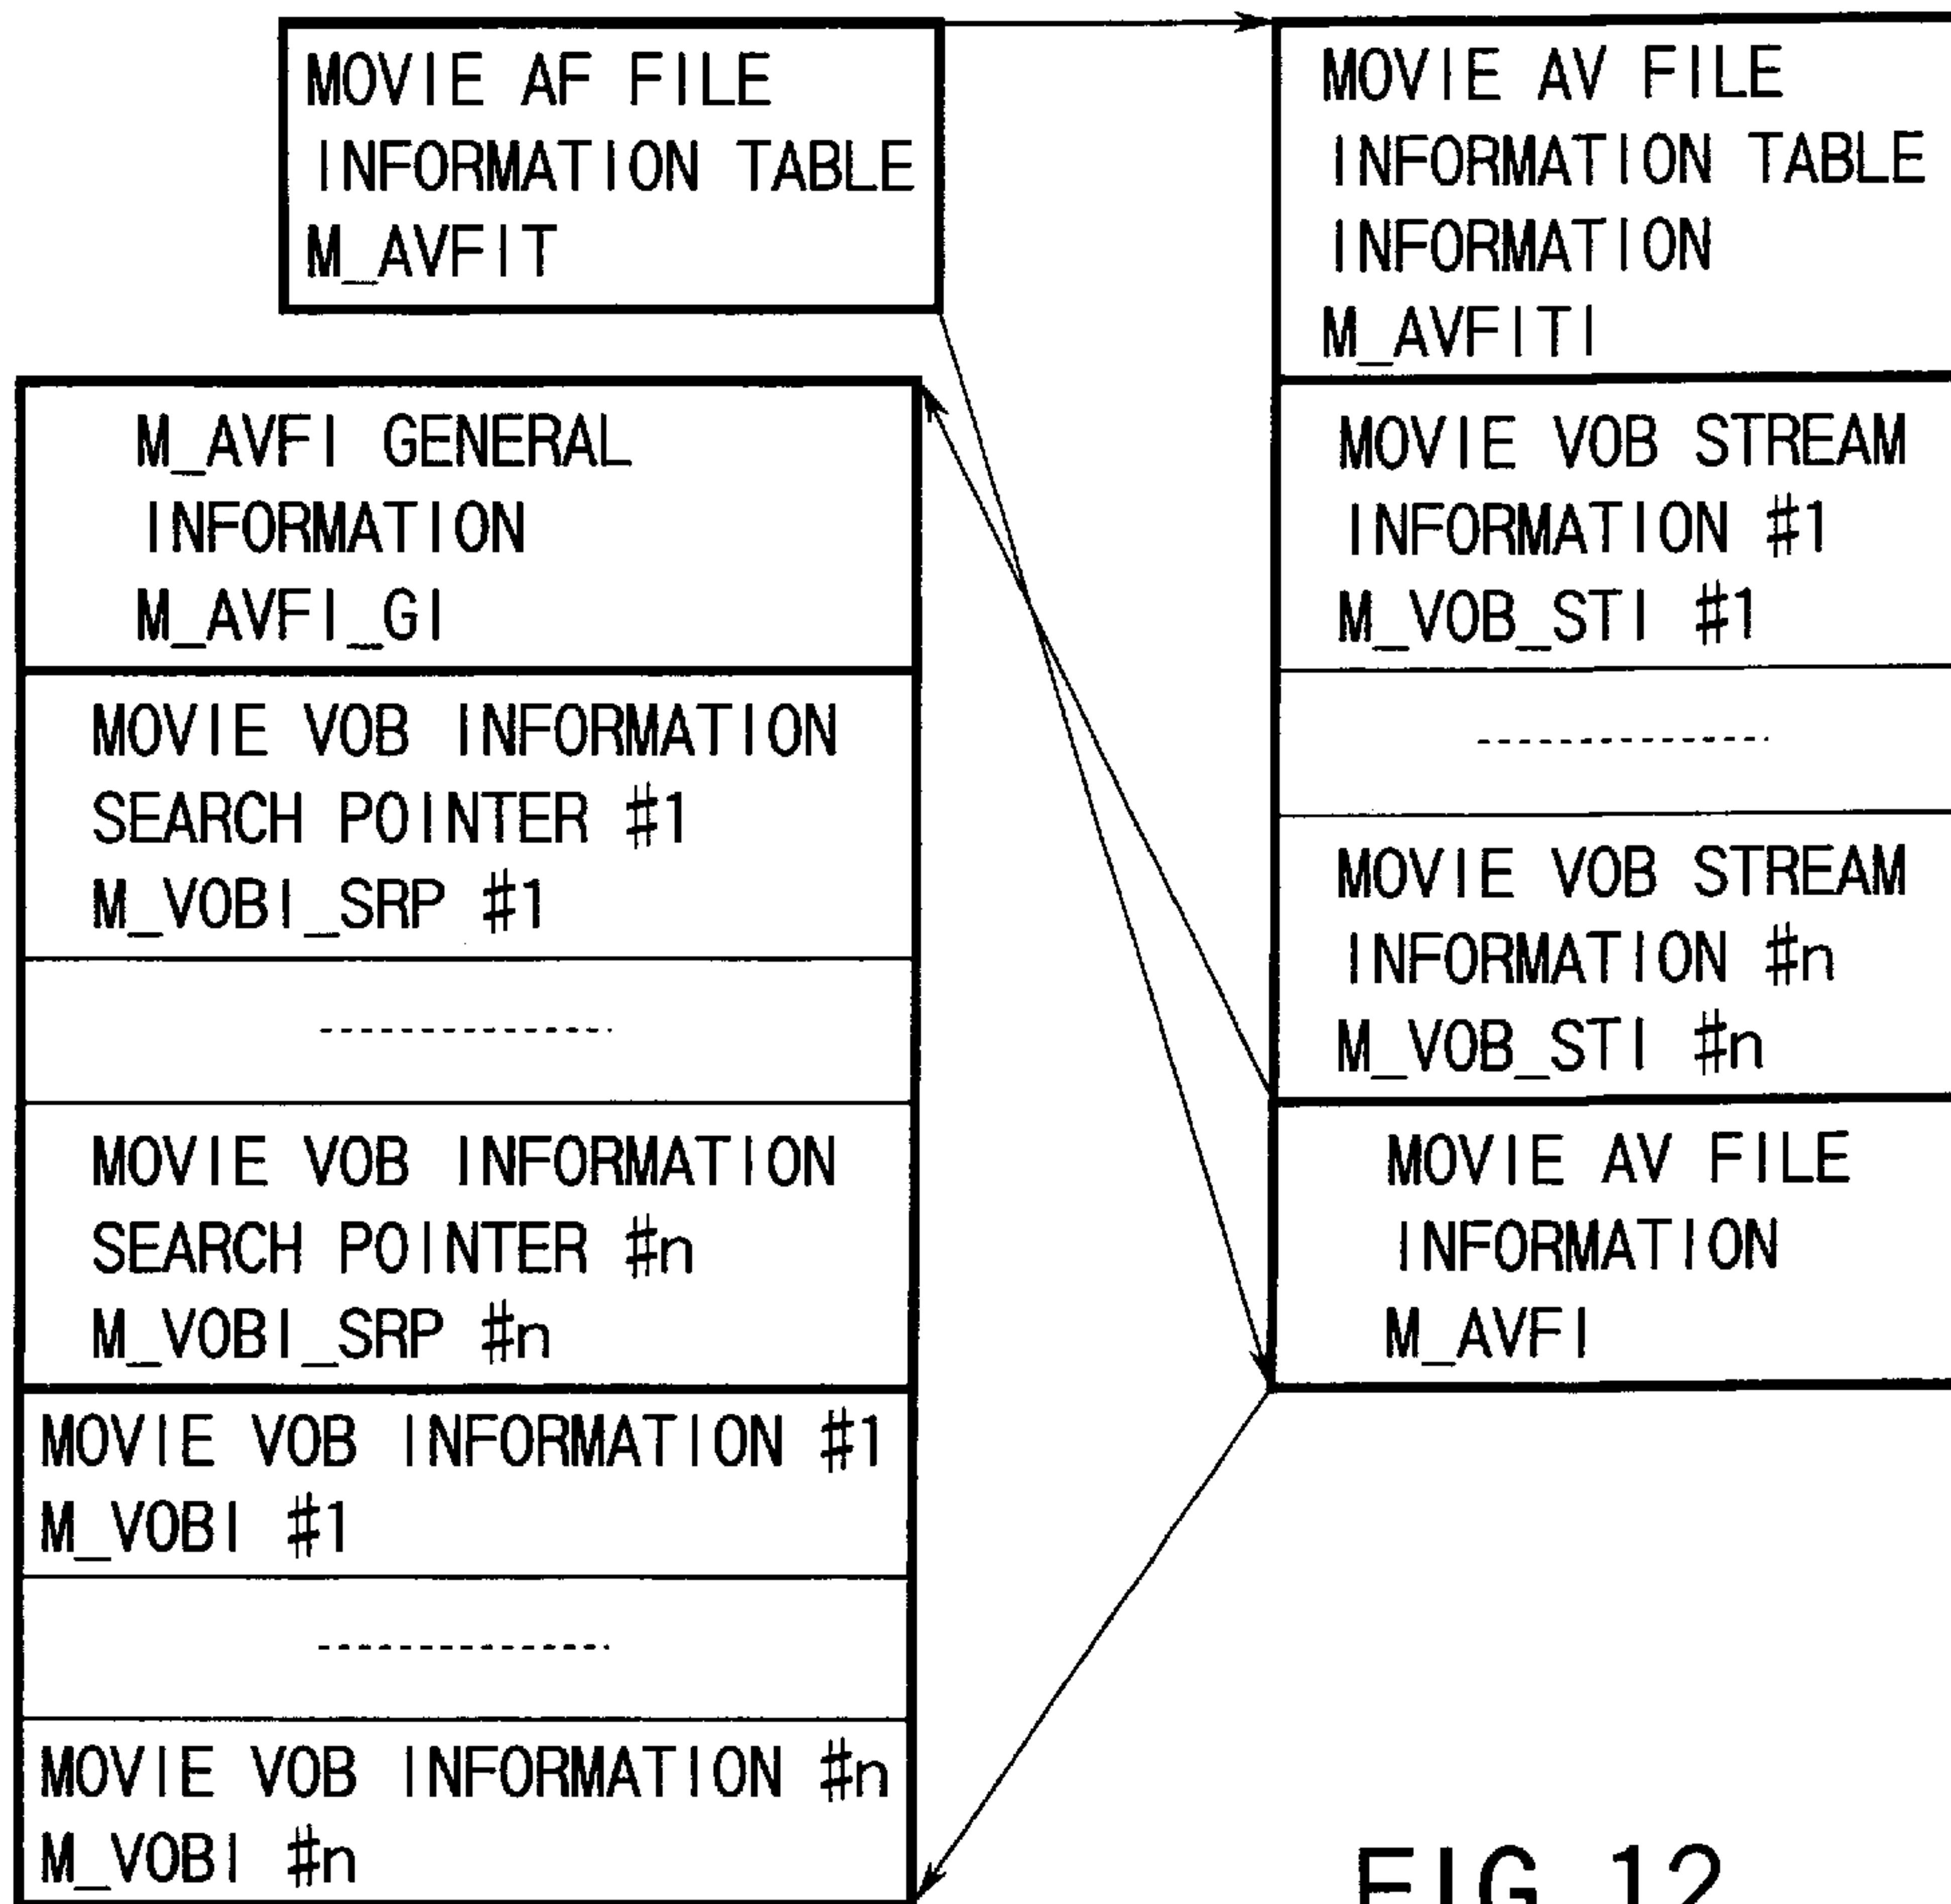 MOVIE AF FILE
INFORMATION TABLE
M_AVFIT
MOVIE AV FILE
INFORMATION TABLE
INFORMATION
M_AVFITI
MOVIE VOB STREAM
INFORMATION #1
M_VOB_STI #1
MOVIE VOB STREAM
INFORMATION #n
M_VOB_STI #n
MOVIE AV FILE
INFORMATION
M_AVFI
M_AVFI GENERAL
INFORMATION
M_AVFI_GI
MOVIE VOB INFORMATION
SEARCH POINTER #1
M_VOBI_SRP #1
MOVIE VOB INFORMATION
SEARCH POINTER #n
M_VOBI_SRP #n
MOVIE VOB INFORMATION #1
M_VOBI #1
MOVIE VOB INFORMATION #n
M_VOBI #n
FIG. 12